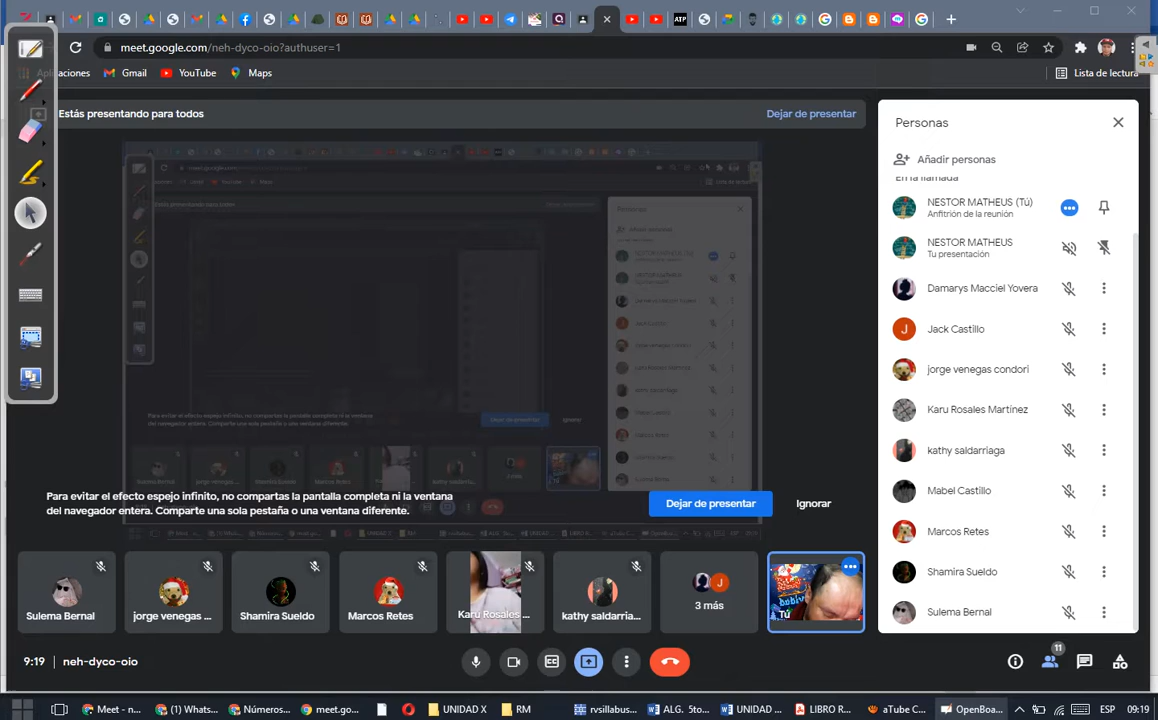 ATP
meet.google.com/neh-dyco-oio?authuser=1
Aplicaciones
Gmail
YouTube
Maps
Lista de lectura
Estás presentando para todos
Dejar de presentar
Personas
Añadir personas
En la llamada
NESTOR MATHEUS (Tú)
Anfitrión de la reunión
NESTOR MATHEUS
Tu presentación
Damarys Macciel Yovera
J
Jack Castillo
jorge venegas condori
Karu Rosales Martínez
kathy saldarriaga
Mabel Castillo
Marcos Retes
Shamira Sueldo
Sulema Bernal
Para evitar el efecto espejo infinito, no compartas la pantalla completa ni la ventana
del navegador entera. Comparte una sola pestaña o una ventana diferente.
Dejar de presentar
Ignorar
Sulema Bernal
jorge venegas ...
Shamira Sueldo
Marcos Retes
Karu Rosales ...
kathy saldarria...
J
3 más
Tú
9:19
neh-dyco-oio
11
Meet - n...
(1) Whats...
Números...
meet.go...
UNIDAD X
RM
rvsillabus...
ALG. 5to...
UNIDAD ...
LIBRO R...
aTube C...
OpenBoa...
ESP
09:19